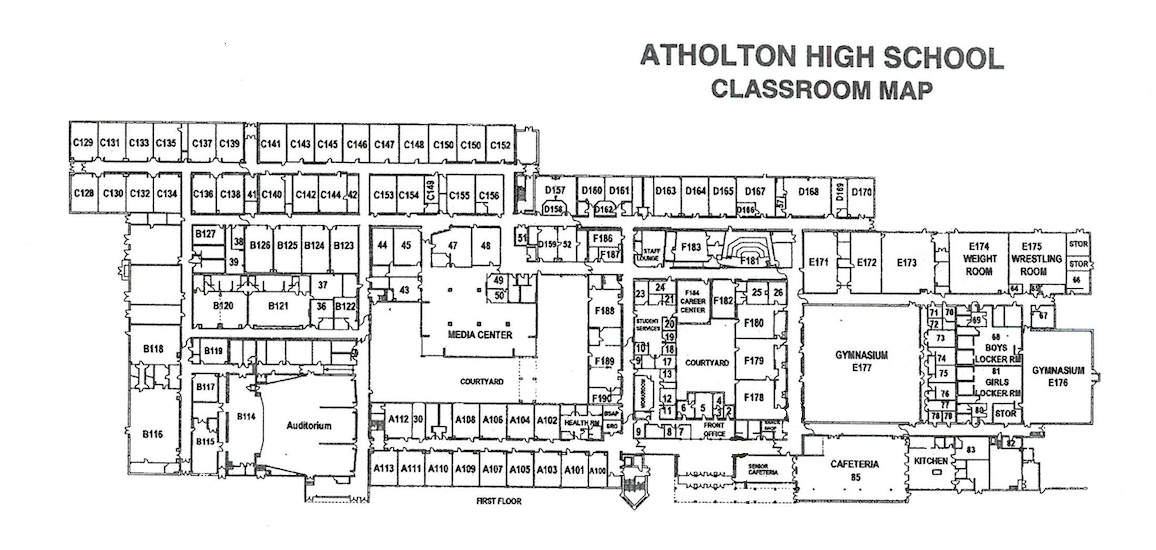 ATHOLTON HIGH SCHOOL
CLASSROOM MAP
C129 C131 C133 C135 C137 C139 C141 C143 C145 C146 C147 C148 C150 C150 C152
C128 C130 C132 C134 C136 C138 41 C140 C142 C144 42 C153 C154 C149 C155 C156
D157 D160 D161 D163 D164 D165 D167 D168 D169 D170
D158 D162 D166 57
B127 38 B126 B125 B124 B123 44 45 47 48 51 D159 52 F186 F187
39
STAFF
LOUNGE
F183 F181
E171 E172 E173
E174
WEIGHT
ROOM
E175
WRESTLING
ROOM
STOR
STOR
64 65 66
B120 B121 37 36 B122 43 49 50
MEDIA CENTER
COURTYARD
F188
F189
F190
23 24 21
STUDENT
SERVICES
20
19
18
17
13
12
11
10
9
F184
CAREER
CENTER
F182 25 26
F180
F179
F178
COURTYARD
6 5 4 3 2
FRONT
OFFICE
9 8 7
GYMNASIUM
E177
71 70
72
73
74
75
76
77
78 79
69
67
68
BOYS
LOCKER RM
81
GIRLS
LOCKER RM
80
STOR
GYMNASIUM
E176
B118 B119
B117
B116 B115 B114
Auditorium
A112 30 A108 A106 A104 A102
HEALTH RM
A113 A111 A110 A109 A107 A105 A103 A101 A100
SENIOR
CAFETERIA
CAFETERIA
85
KITCHEN
83
82
FIRST FLOOR